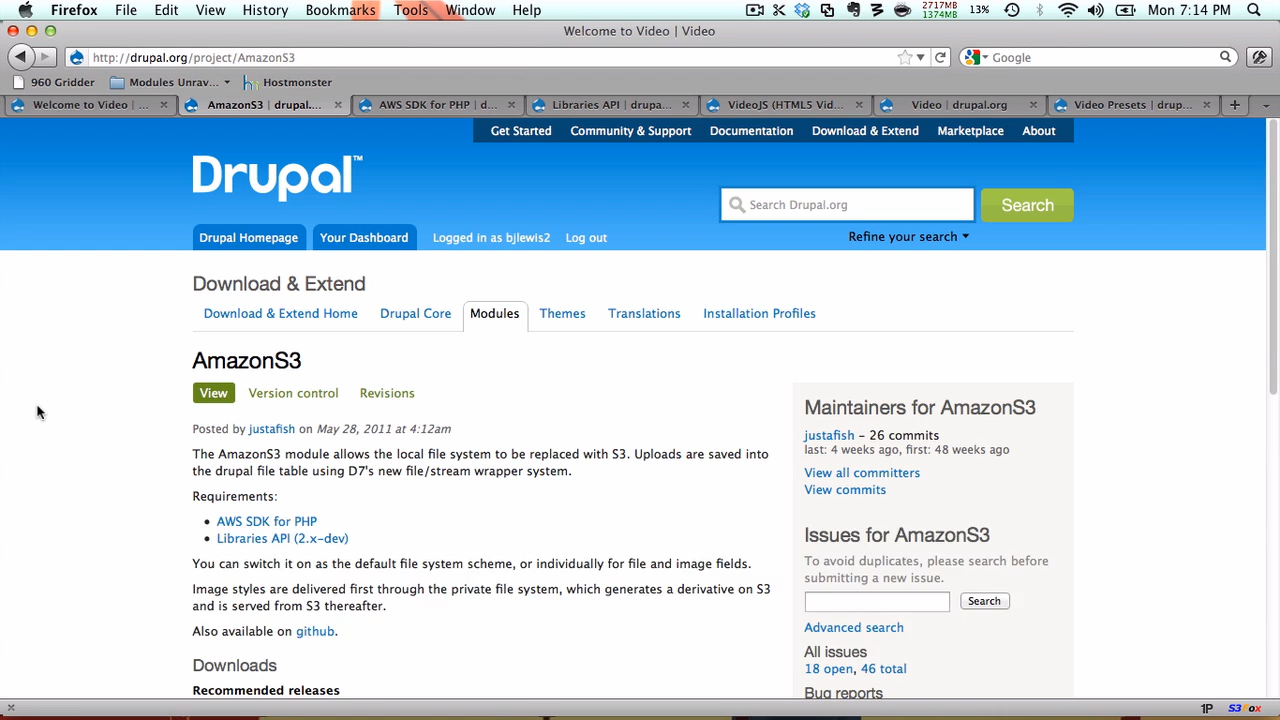 Firefox File Edit View History Bookmarks Tools Window Help 2717MB 1374MB 13% Mon 7:14 PM
Welcome to Video | Video
http://drupal.org/project/AmazonS3 Google
960 Gridder Modules Unrav... Hostmonster
Welcome to Video | ... AmazonS3 | drupal.... AWS SDK for PHP | d... Libraries API | drupa... VideoJS (HTML5 Vid... Video | drupal.org Video Presets | drup...
Get Started Community & Support Documentation Download & Extend Marketplace About
Drupal™
Search Drupal.org Search
Refine your search
Drupal Homepage Your Dashboard Logged in as bjlewis2 Log out
Download & Extend
Download & Extend Home Drupal Core Modules Themes Translations Installation Profiles
AmazonS3
View Version control Revisions
Posted by justafish on May 28, 2011 at 4:12am
The AmazonS3 module allows the local file system to be replaced with S3. Uploads are saved into
the drupal file table using D7's new file/stream wrapper system.
Requirements:
• AWS SDK for PHP
• Libraries API (2.x-dev)
You can switch it on as the default file system scheme, or individually for file and image fields.
Image styles are delivered first through the private file system, which generates a derivative on S3
and is served from S3 thereafter.
Also available on github.
Downloads
Recommended releases
Maintainers for AmazonS3
justafish – 26 commits
last: 4 weeks ago, first: 48 weeks ago
View all committers
View commits
Issues for AmazonS3
To avoid duplicates, please search before
submitting a new issue.
Search
Advanced search
All issues
18 open, 46 total
Bug reports
1P S3Fox